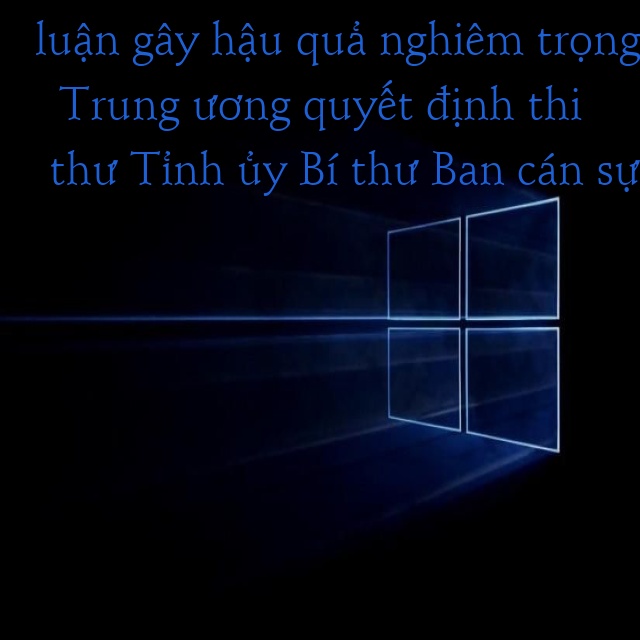 luận gây hậu quả nghiêm trọng
Trung ương quyết định thi
thư Tỉnh ủy Bí thư Ban cán sự